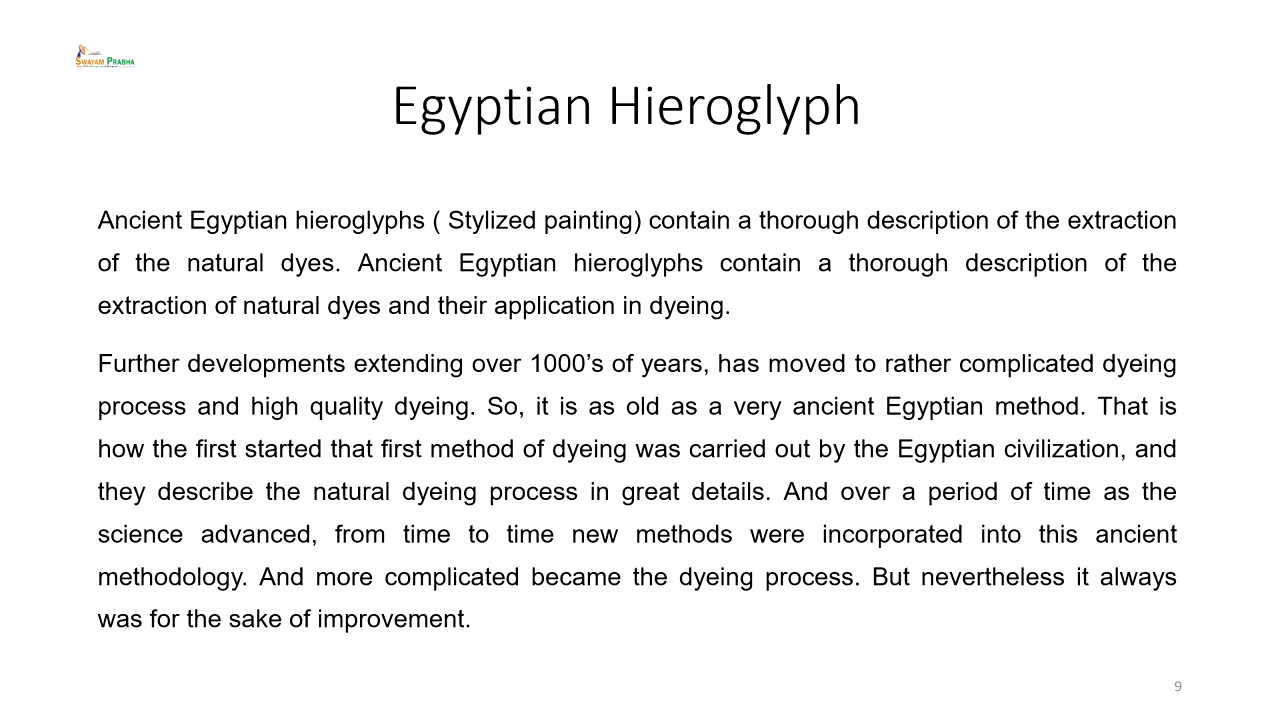 SWAYAM PRABHA
Egyptian Hieroglyph
Ancient Egyptian hieroglyphs ( Stylized painting) contain a thorough description of the extraction
of the natural dyes. Ancient Egyptian hieroglyphs contain a thorough description of the
extraction of natural dyes and their application in dyeing.
Further developments extending over 1000’s of years, has moved to rather complicated dyeing
process and high quality dyeing. So, it is as old as a very ancient Egyptian method. That is
how the first started that first method of dyeing was carried out by the Egyptian civilization, and
they describe the natural dyeing process in great details. And over a period of time as the
science advanced, from time to time new methods were incorporated into this ancient
methodology. And more complicated became the dyeing process. But nevertheless it always
was for the sake of improvement.
9